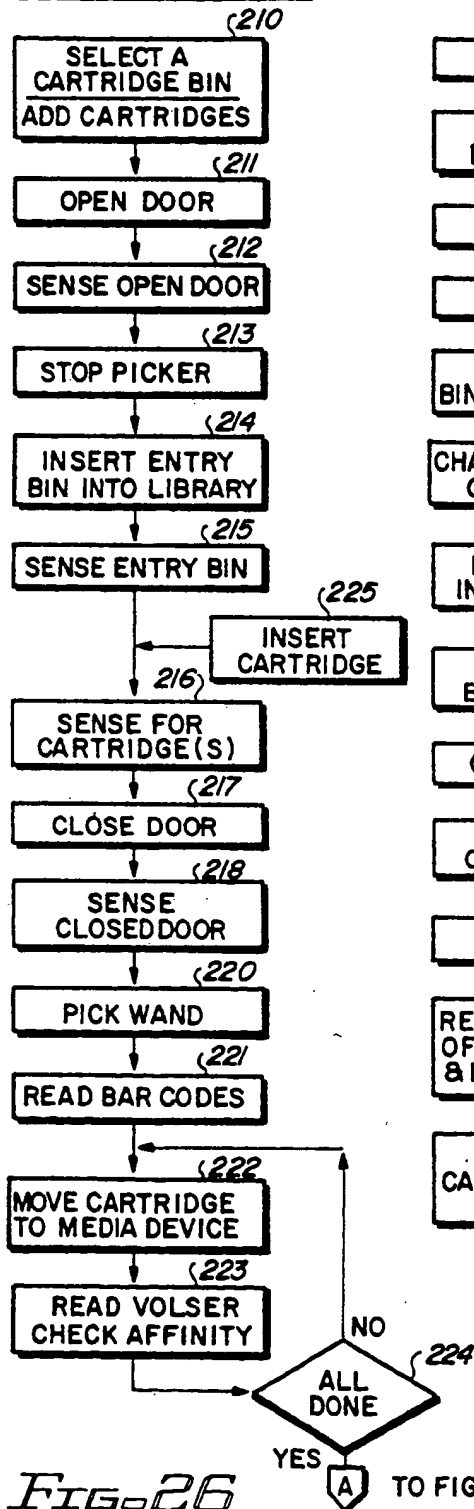 210
SELECT A
CARTRIDGE BIN
ADD CARTRIDGES
211
OPEN DOOR
212
SENSE OPEN DOOR
213
STOP PICKER
214
INSERT ENTRY
BIN INTO LIBRARY
215
SENSE ENTRY BIN
225
INSERT
CARTRIDGE
216
SENSE FOR
CARTRIDGE(S)
217
CLOSE DOOR
218
SENSE
CLOSED DOOR
220
PICK WAND
221
READ BAR CODES
222
MOVE CARTRIDGE
TO MEDIA DEVICE
223
READ VOLSER
CHECK AFFINITY
NO
224
ALL
DONE
YES
A TO FIG
FIG. 26
BIN
CHA
IN
B
C
RE
OF
&
CA